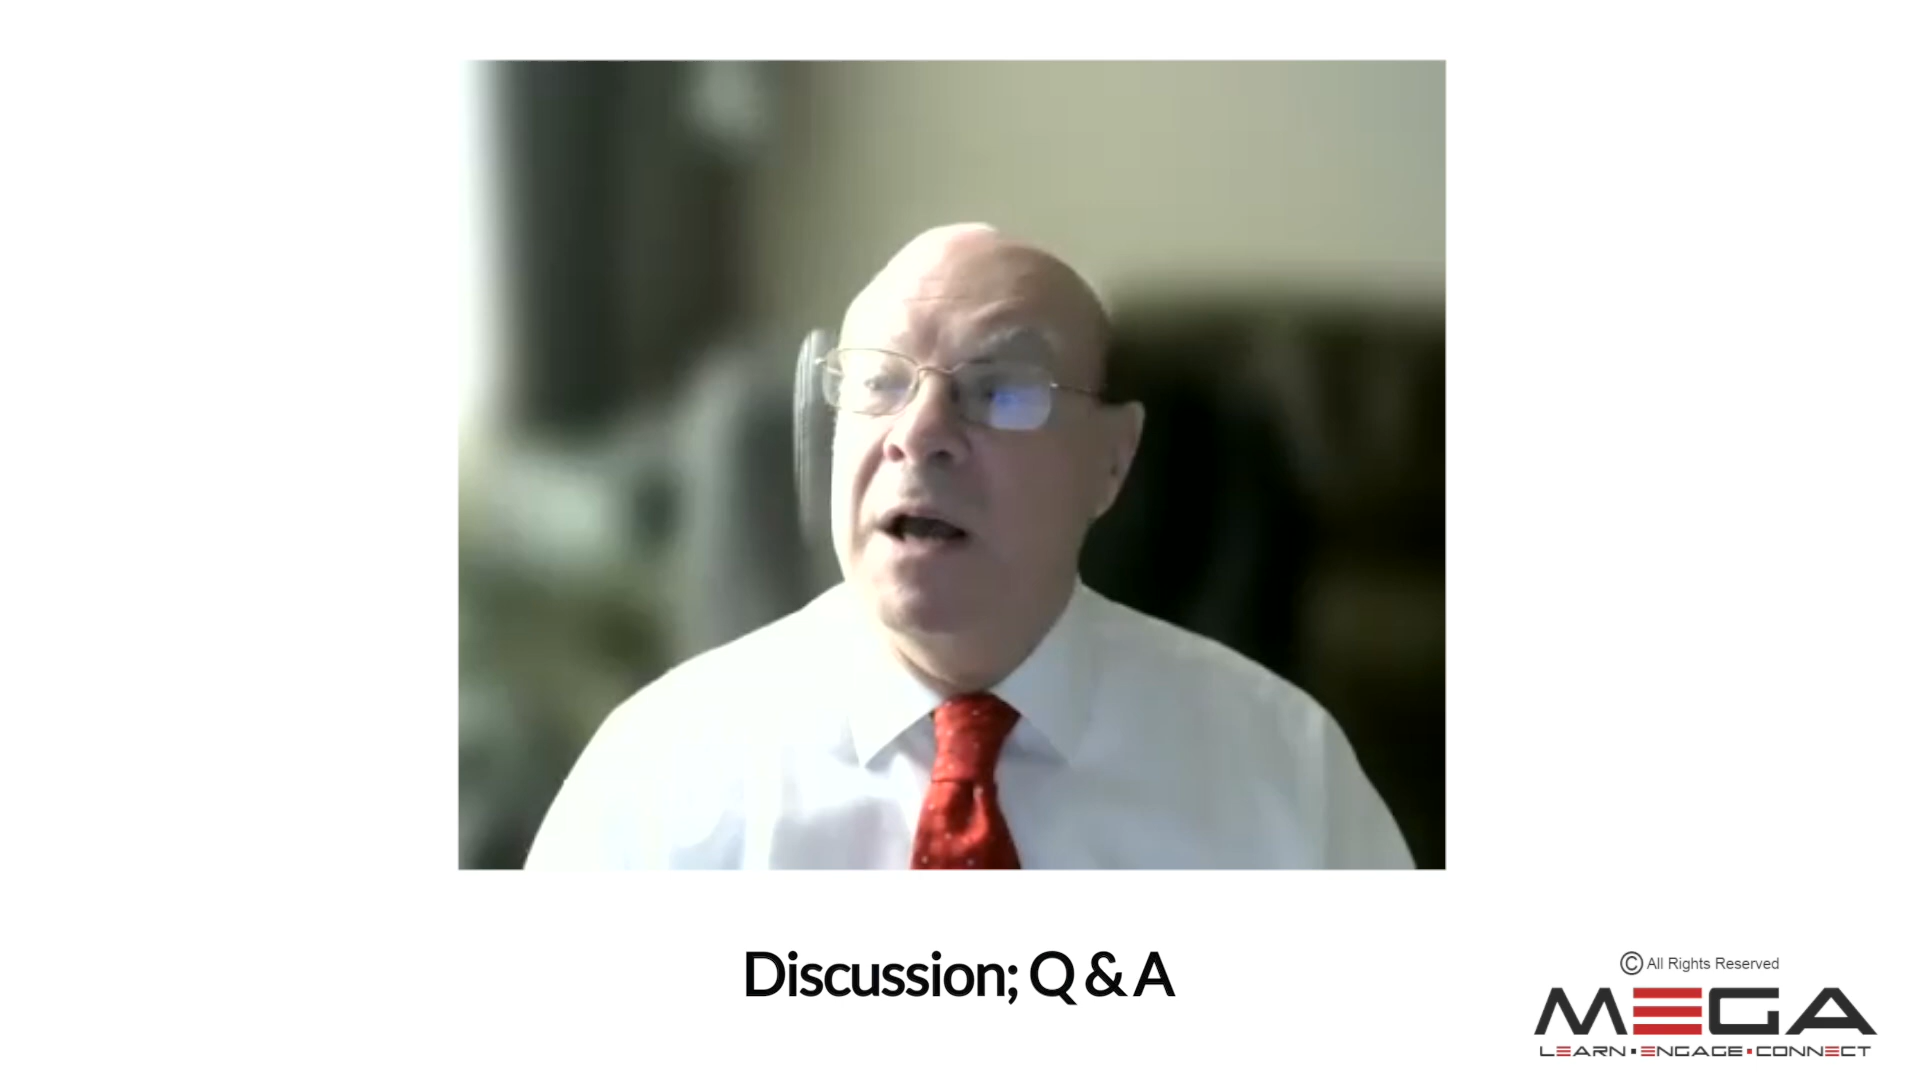 Discussion; Q & A
© All Rights Reserved
MEGA
LEARN • ENGAGE • CONNECT